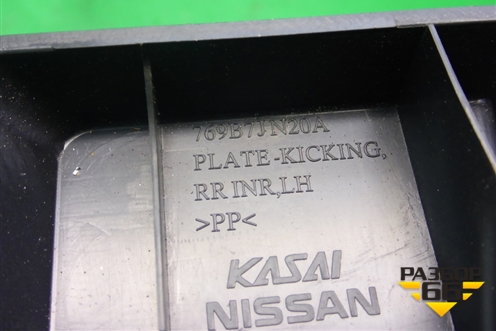 769B7JN20A
PLATE-KICKING,
RR INR,LH
>PP<
KASAI
NISSAN
РАЗБОР
66